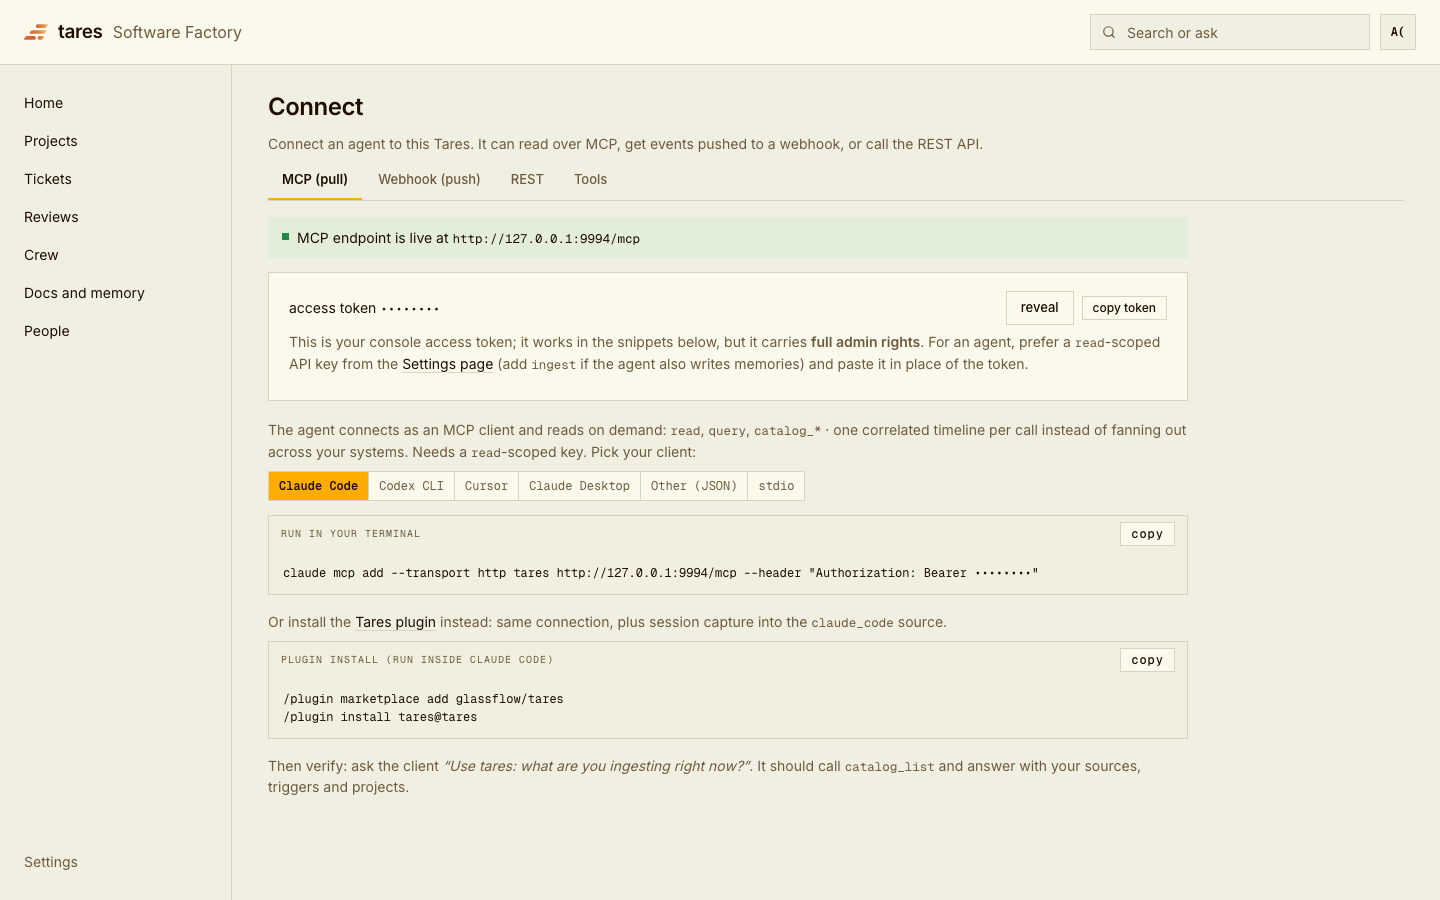 tares Software Factory
Search or ask
A(
Home
Projects
Tickets
Reviews
Crew
Docs and memory
People
Settings
Connect
Connect an agent to this Tares. It can read over MCP, get events pushed to a webhook, or call the REST API.
MCP (pull) Webhook (push) REST Tools
MCP endpoint is live at http://127.0.0.1:9994/mcp
access token ••••••••
reveal copy token
This is your console access token; it works in the snippets below, but it carries full admin rights. For an agent, prefer a read-scoped
API key from the Settings page (add ingest if the agent also writes memories) and paste it in place of the token.
The agent connects as an MCP client and reads on demand: read, query, catalog_* · one correlated timeline per call instead of fanning out
across your systems. Needs a read-scoped key. Pick your client:
Claude Code Codex CLI Cursor Claude Desktop Other (JSON) stdio
RUN IN YOUR TERMINAL
copy
claude mcp add --transport http tares http://127.0.0.1:9994/mcp --header "Authorization: Bearer ••••••••"
Or install the Tares plugin instead: same connection, plus session capture into the claude_code source.
PLUGIN INSTALL (RUN INSIDE CLAUDE CODE)
copy
/plugin marketplace add glassflow/tares
/plugin install tares@tares
Then verify: ask the client “Use tares: what are you ingesting right now?”. It should call catalog_list and answer with your sources,
triggers and projects.